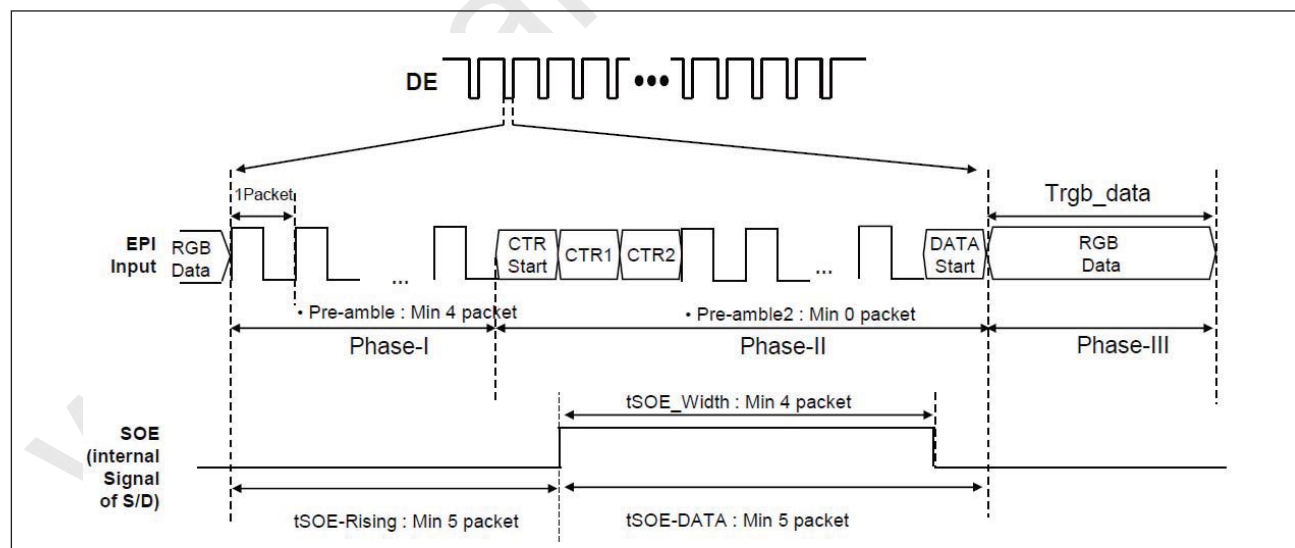 DE
1Packet
Trgb_data
EPI
Input
RGB
Data
...
CTR
Start
CTR1
CTR2
...
DATA
Start
RGB
Data
• Pre-amble : Min 4 packet
• Pre-amble2 : Min 0 packet
Phase-I
Phase-II
Phase-III
tSOE_Width : Min 4 packet
SOE
(internal
Signal
of S/D)
tSOE-Rising : Min 5 packet
tSOE-DATA : Min 5 packet